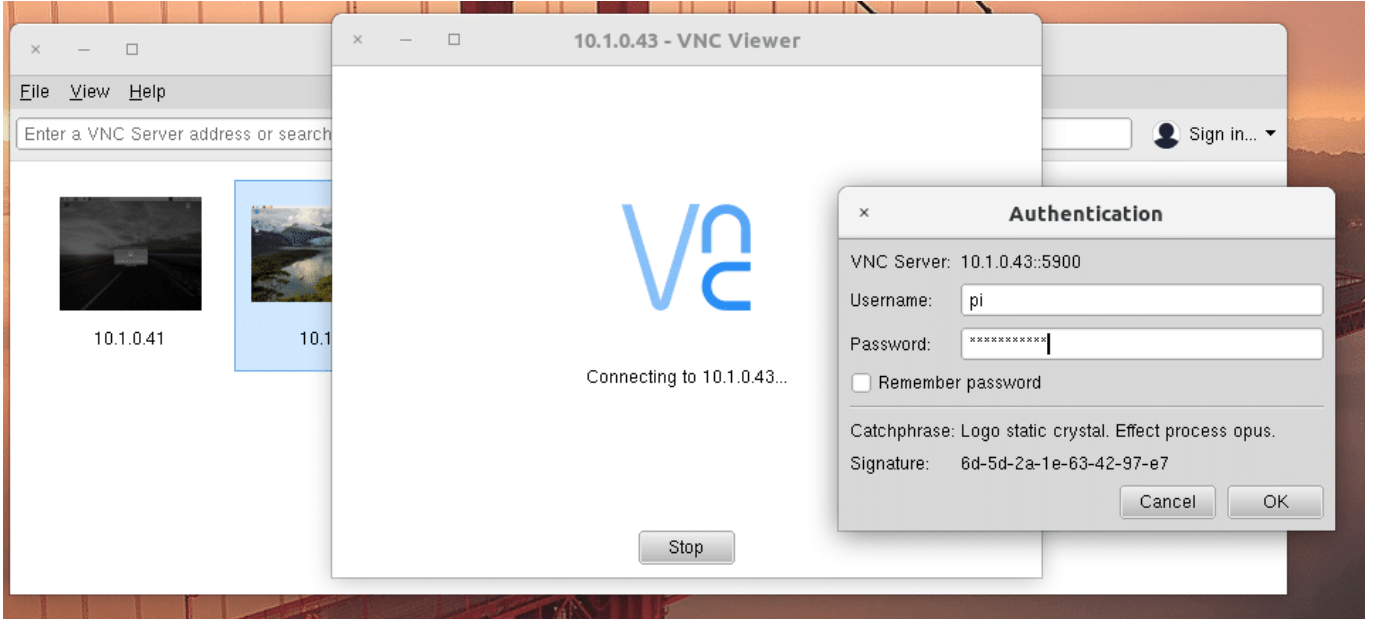 10.1.0.43 - VNC Viewer
File View Help
Enter a VNC Server address or search
Sign in...
10.1.0.41
10.1
VNC
Connecting to 10.1.0.43...
Stop
Authentication
VNC Server: 10.1.0.43::5900
Username: pi
Password: ***********
Remember password
Catchphrase: Logo static crystal. Effect process opus.
Signature: 6d-5d-2a-1e-63-42-97-e7
Cancel OK